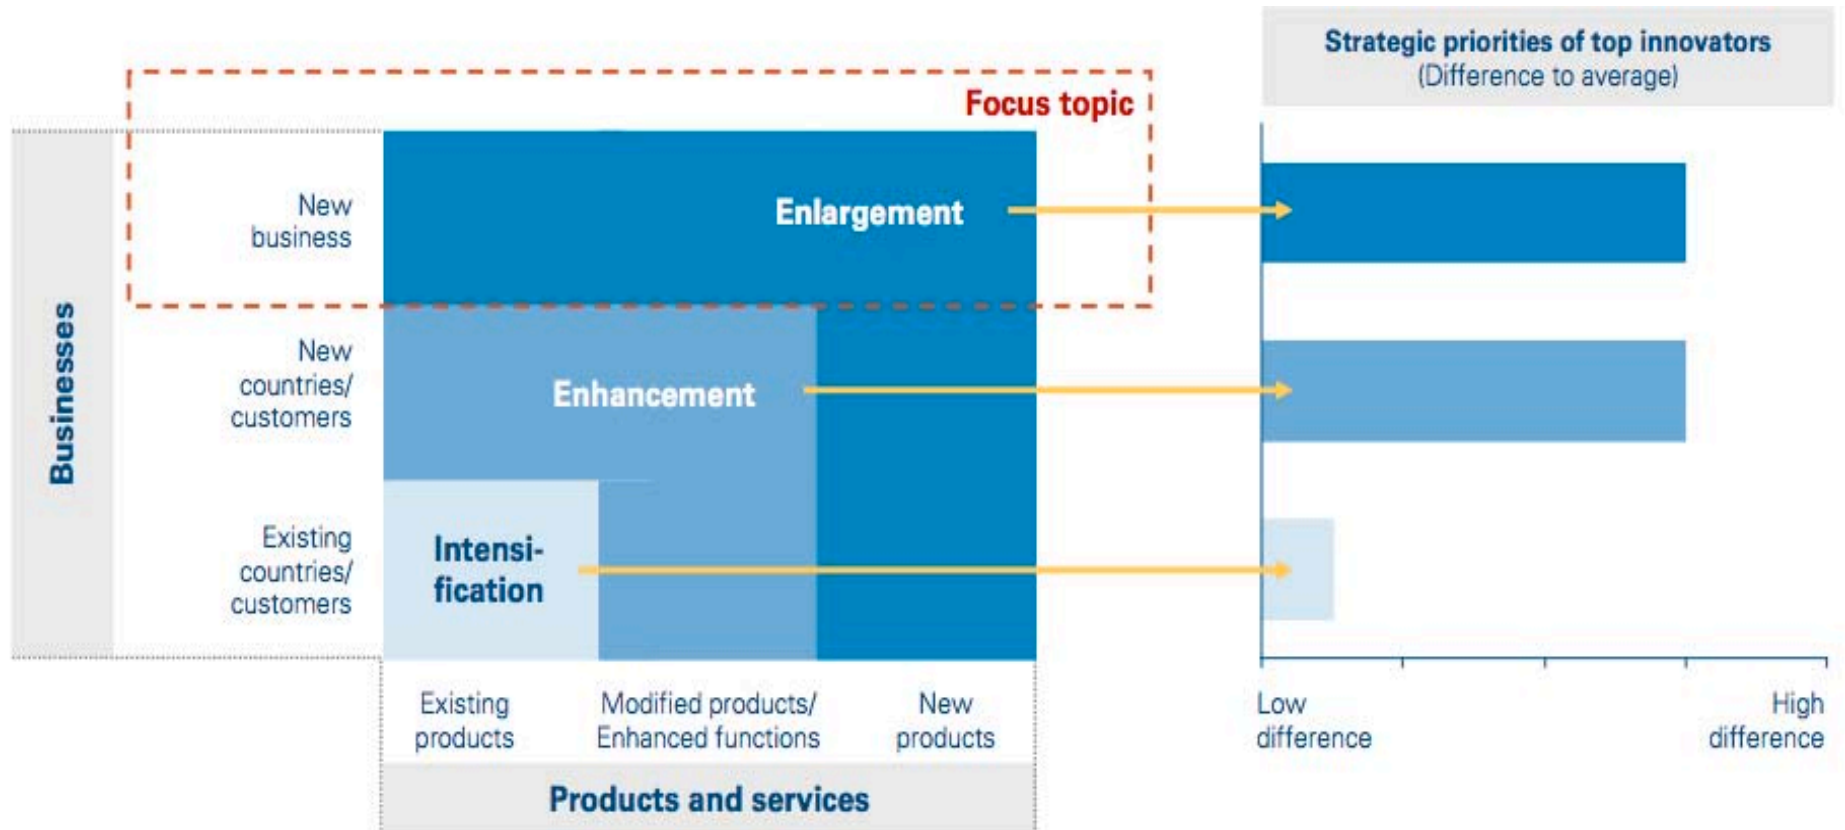 Strategic priorities of top innovators
(Difference to average)
Focus topic
Businesses
New
business
New
countries/
customers
Existing
countries/
customers
Enlargement
Enhancement
Intensi-
fication
Existing
products
Modified products/
Enhanced functions
New
products
Products and services
Low
difference
High
difference